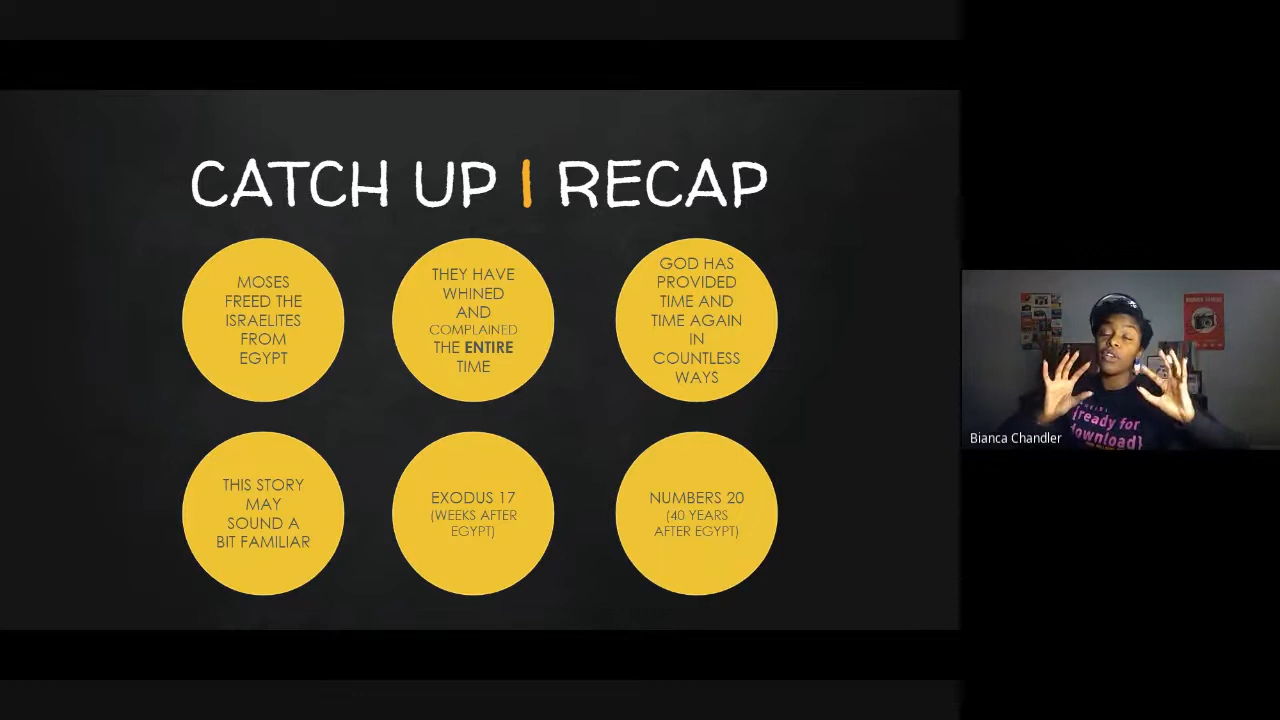 CATCH UP | RECAP
MOSES
FREED THE
ISRAELITES
FROM
EGYPT
THEY HAVE
WHINED
AND
COMPLAINED
THE ENTIRE
TIME
GOD HAS
PROVIDED
TIME AND
TIME AGAIN
IN
COUNTLESS
WAYS
THIS STORY
MAY
SOUND A
BIT FAMILIAR
EXODUS 17
(WEEKS AFTER
EGYPT)
NUMBERS 20
(40 YEARS
AFTER EGYPT)
{ready for
download}
Bianca Chandler